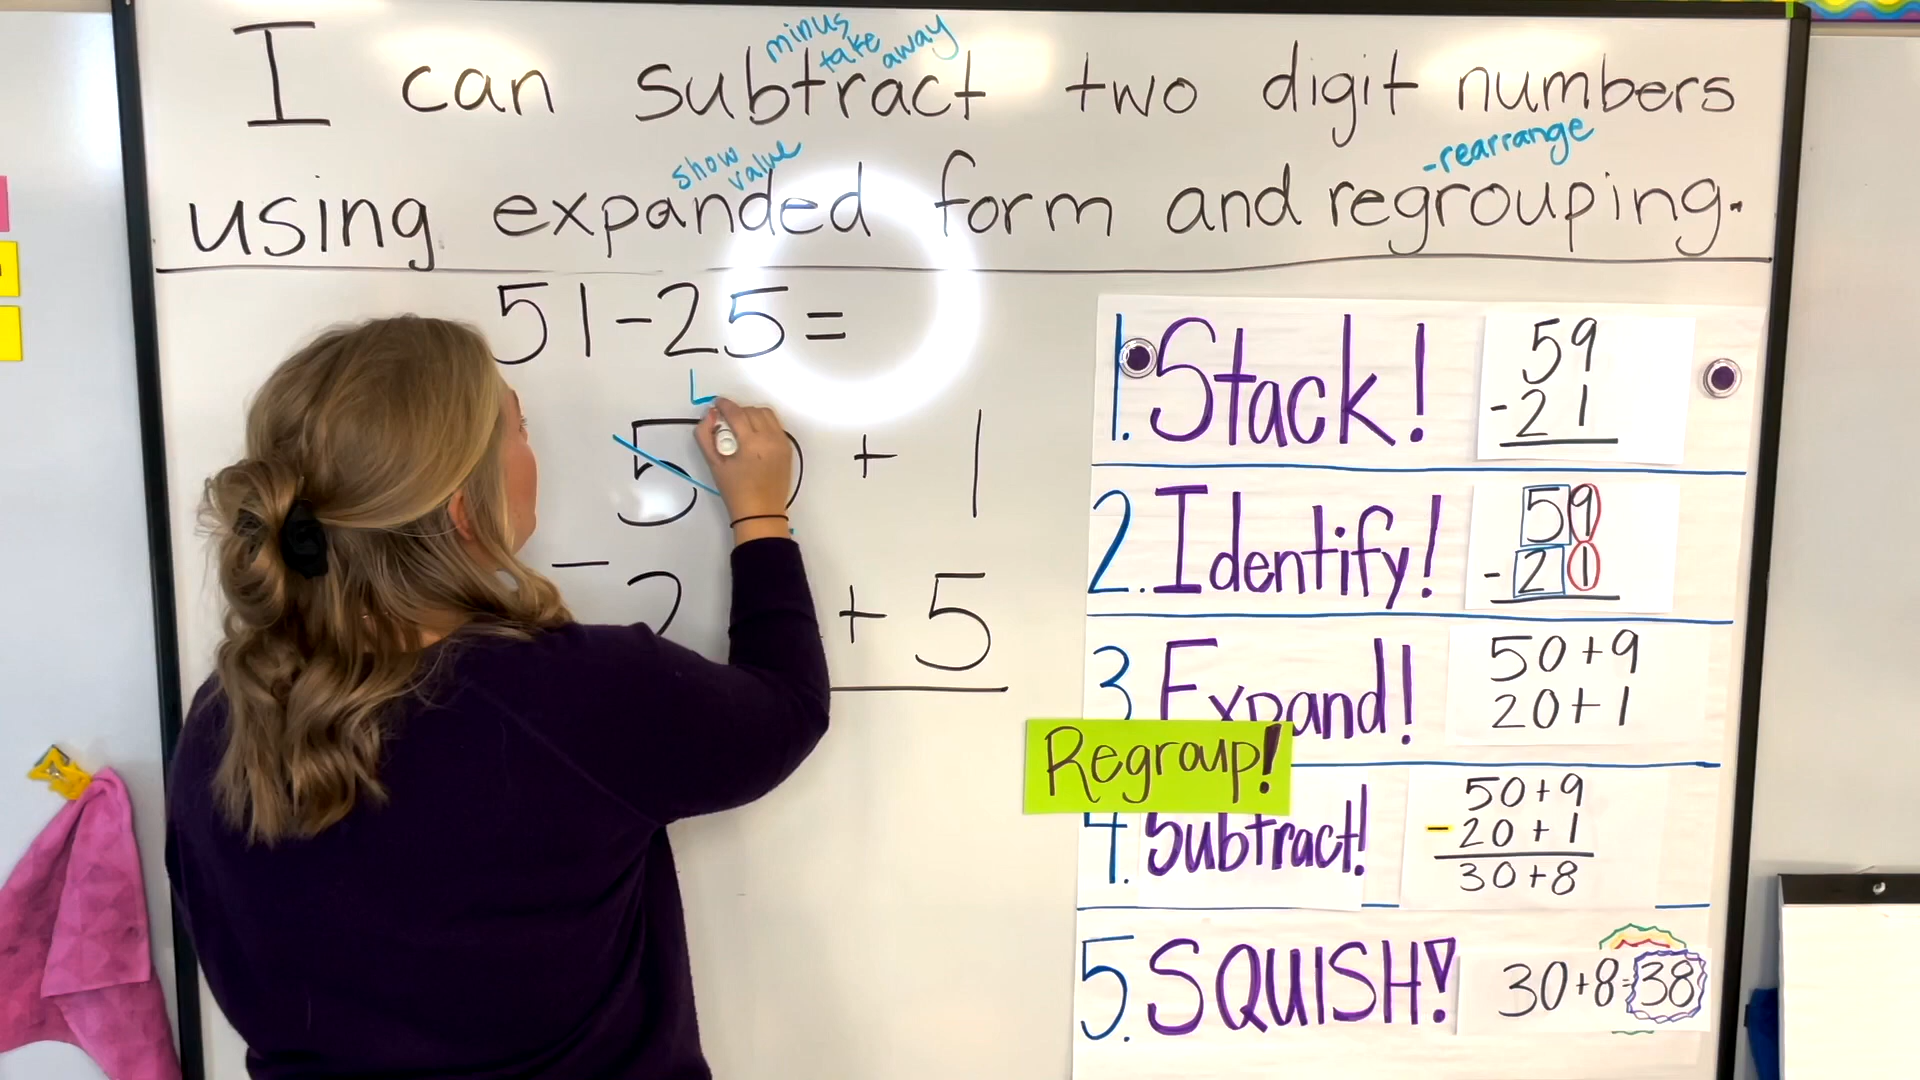 I can subtract two digit numbers
minus
take away
using expanded form and regrouping.
show
value
-rearrange
51-25=
50 + 1
- 2 + 5
1. Stack!
59
-21
2. Identify!
59
-21
3 Expand!
50+9
20+1
Regroup!
4. Subtract!
50+9
-20+1
30+8
5. SQUISH!
30+8=38